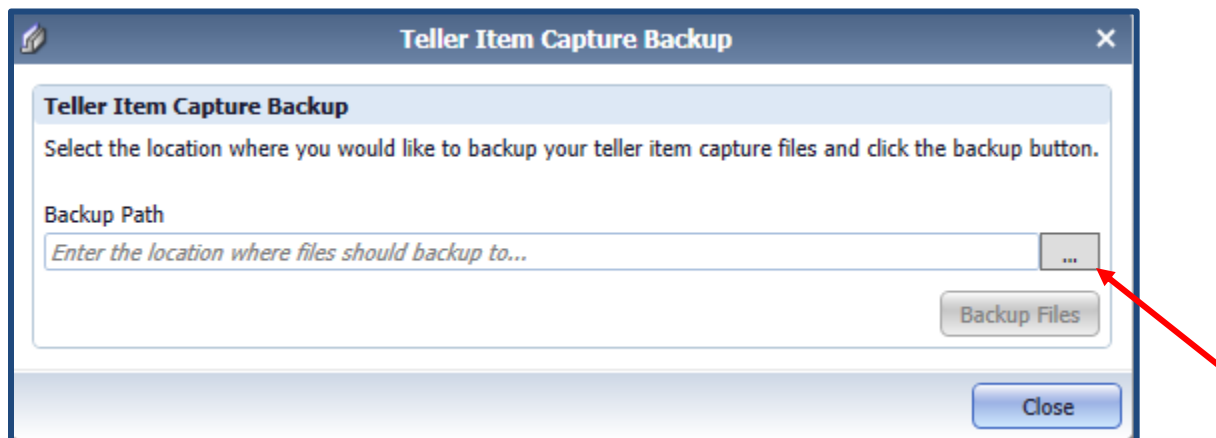 Teller Item Capture Backup
Teller Item Capture Backup
Select the location where you would like to backup your teller item capture files and click the backup button.
Backup Path
Enter the location where files should backup to...
...
Backup Files
Close